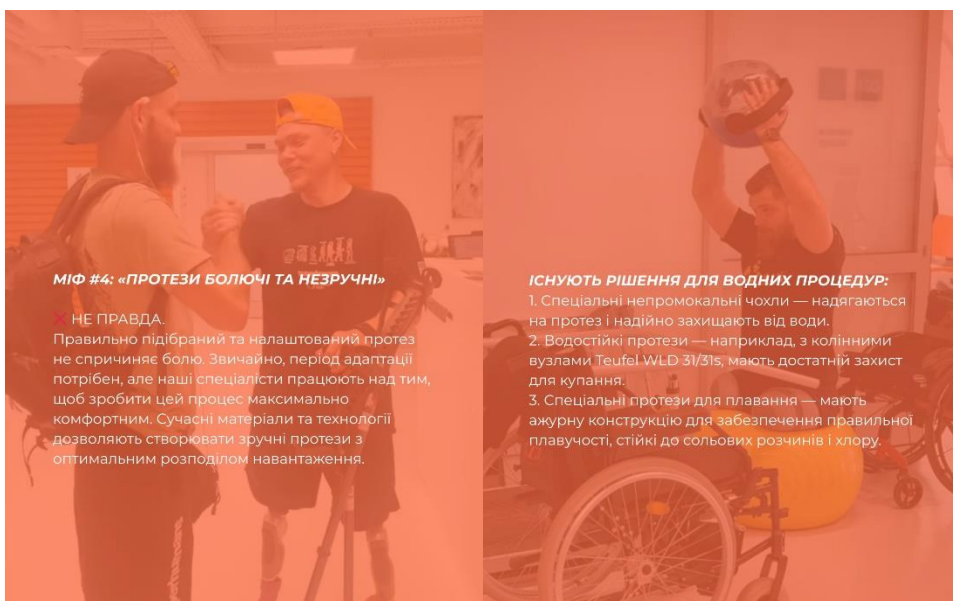 МІФ #4: «ПРОТЕЗИ БОЛЮЧІ ТА НЕЗРУЧНІ»
❌ НЕ ПРАВДА.
Правильно підібраний та налаштований протез
не спричиняє болю. Звичайно, період адаптації
потрібен, але наші спеціалісти працюють над тим,
щоб зробити цей процес максимально
комфортним. Сучасні матеріали та технології
дозволяють створювати зручні протези з
оптимальним розподілом навантаження.
ІСНУЮТЬ РІШЕННЯ ДЛЯ ВОДНИХ ПРОЦЕДУР:
1. Спеціальні непромокальні чохли — надягаються
на протез і надійно захищають від води.
2. Водостійкі протези — наприклад, з колінними
вузлами Teufel WLD 31/31s, мають достатній захист
для купання.
3. Спеціальні протези для плавання — мають
ажурну конструкцію для забезпечення правильної
плавучості, стійкі до сольових розчинів і хлору.